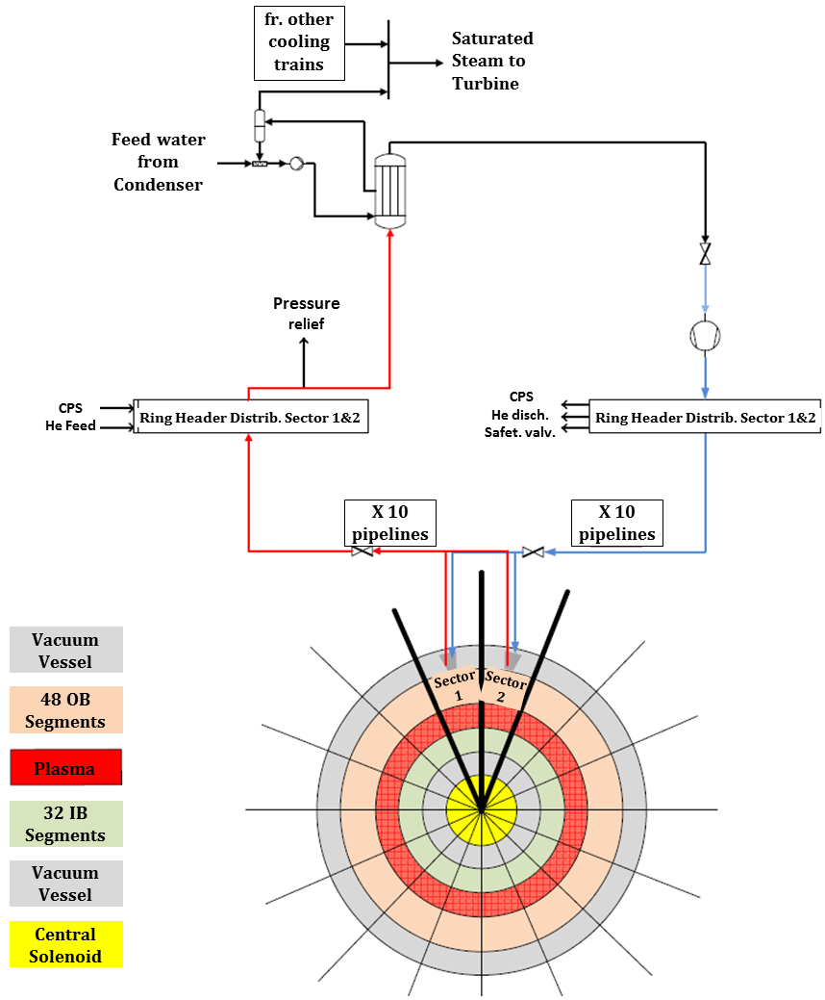 fr. other
cooling
trains
Saturated
Steam to
Turbine
Feed water
from
Condenser
Pressure
relief
CPS
He Feed
Ring Header Distrib. Sector 1&2
CPS
He disch.
Safet. valv.
Ring Header Distrib. Sector 1&2
X 10
pipelines
X 10
pipelines
Sector
1
Sector
2
Vacuum
Vessel
48 OB
Segments
Plasma
32 IB
Segments
Vacuum
Vessel
Central
Solenoid